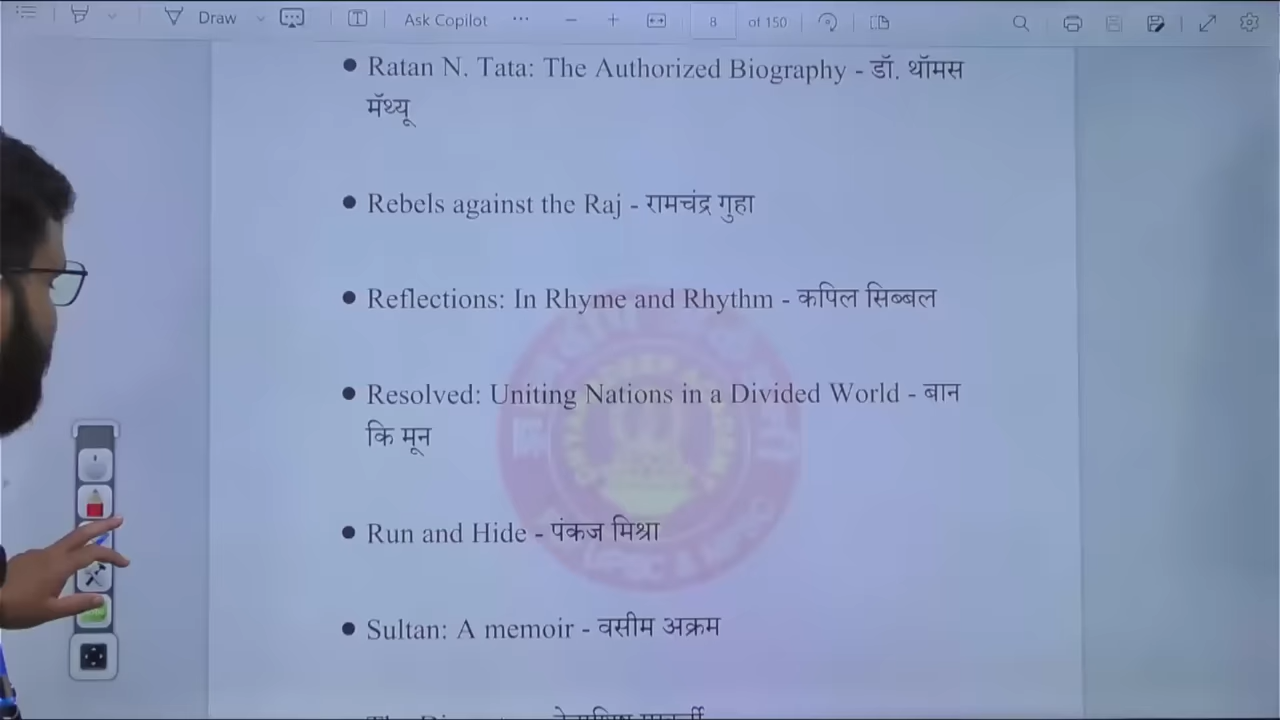 Draw
Ask Copilot
8
of 150
• Ratan N. Tata: The Authorized Biography - डॉ. थॉमस
मॅथ्यू
• Rebels against the Raj - रामचंद्र गुहा
• Reflections: In Rhyme and Rhythm - कपिल सिब्बल
• Resolved: Uniting Nations in a Divided World - बान
कि मून
• Run and Hide - पंकज मिश्रा
• Sultan: A memoir - वसीम अक्रम